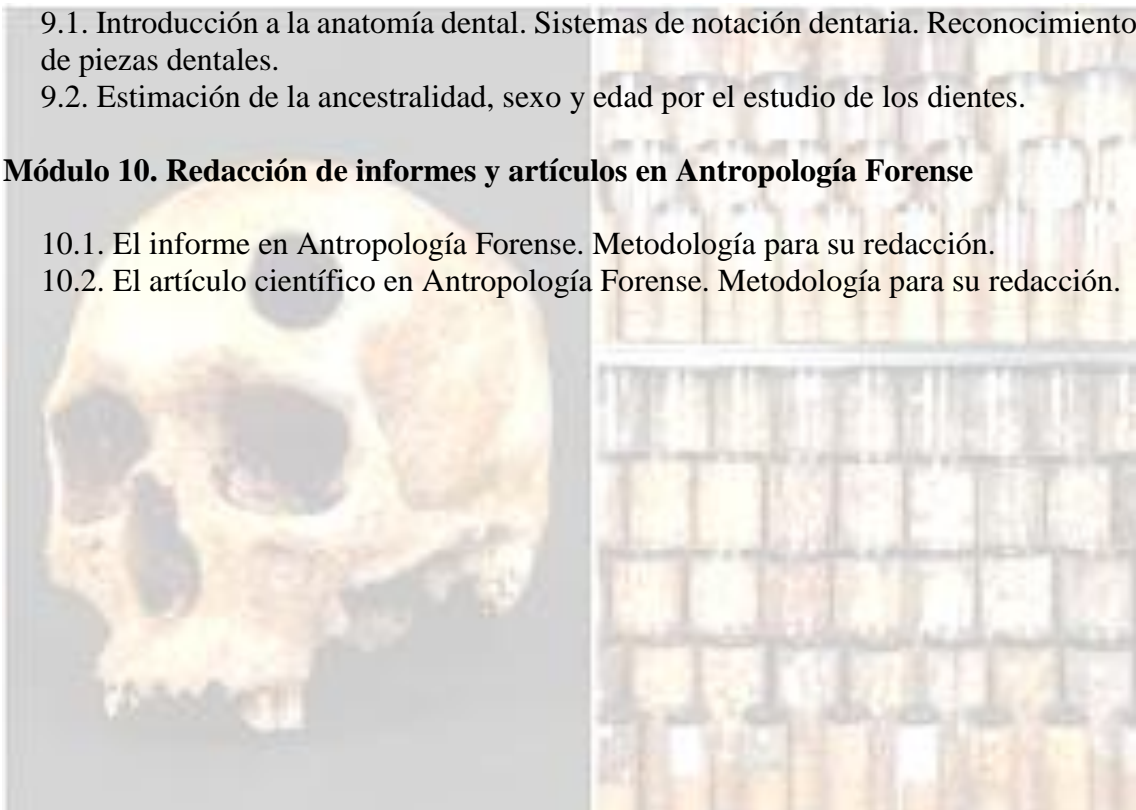 9.1. Introducción a la anatomía dental. Sistemas de notación dentaria. Reconocimiento
de piezas dentales.
9.2. Estimación de la ancestralidad, sexo y edad por el estudio de los dientes.
Módulo 10. Redacción de informes y artículos en Antropología Forense
10.1. El informe en Antropología Forense. Metodología para su redacción.
10.2. El artículo científico en Antropología Forense. Metodología para su redacción.